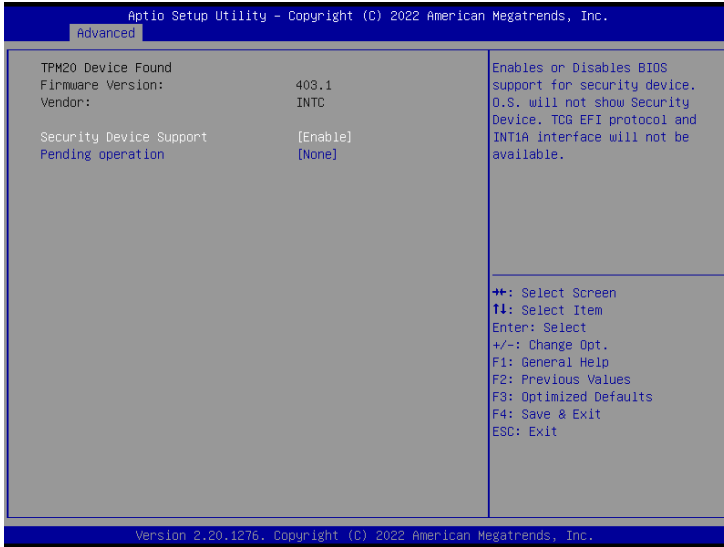 Aptio Setup Utility – Copyright (C) 2022 American Megatrends, Inc.
Advanced
TPM20 Device Found
Firmware Version: 403.1
Vendor: INTC
Security Device Support [Enable]
Pending operation [None]
Enables or Disables BIOS
support for security device.
O.S. will not show Security
Device. TCG EFI protocol and
INT1A interface will not be
available.
→←: Select Screen
↑↓: Select Item
Enter: Select
+/-: Change Opt.
F1: General Help
F2: Previous Values
F3: Optimized Defaults
F4: Save & Exit
ESC: Exit
Version 2.20.1276. Copyright (C) 2022 American Megatrends, Inc.